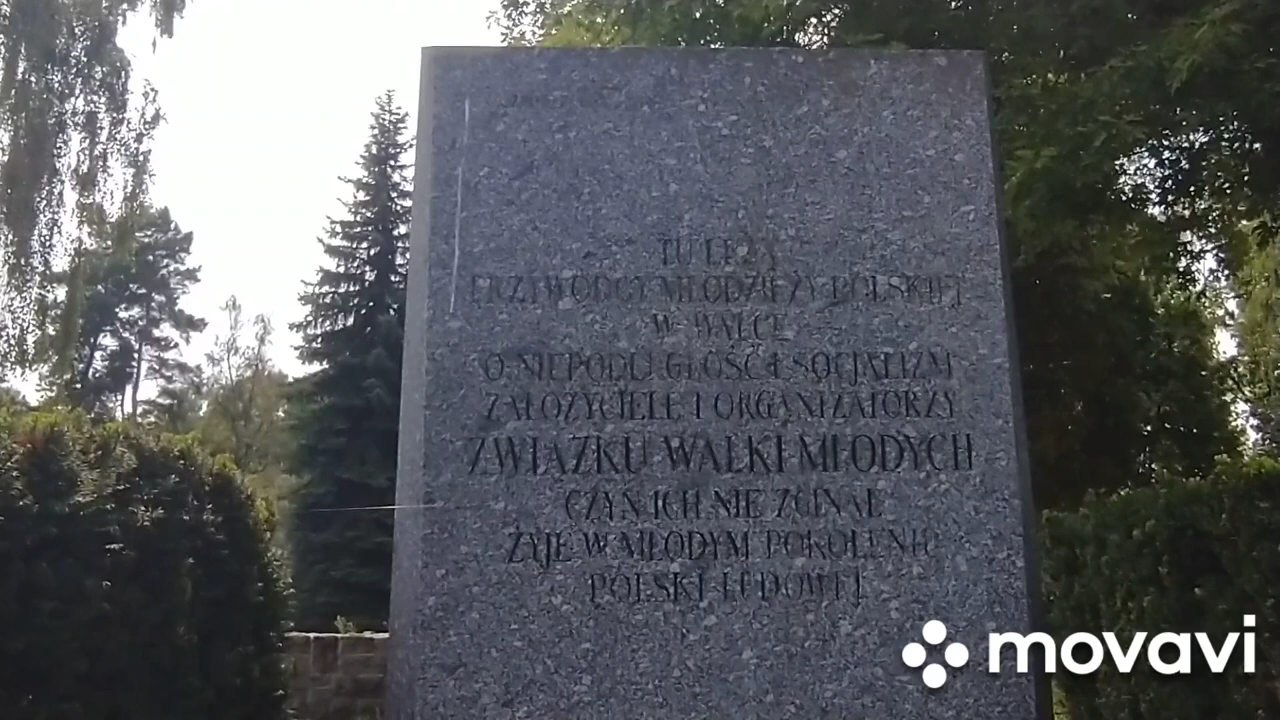 TU LEŻĄ
PRZYWÓDCY MŁODZIEŻY POLSKIEJ
W WALCE
O NIEPODLEGŁOŚĆ I SOCJALIZM
ZAŁOŻYCIELE I ORGANIZATORZY
ZWIĄZKU WALKI MŁODYCH
CZYN ICH NIE ZGINĄŁ
ŻYJE W MŁODYM POKOLENIU
POLSKI LUDOWEJ
movavi